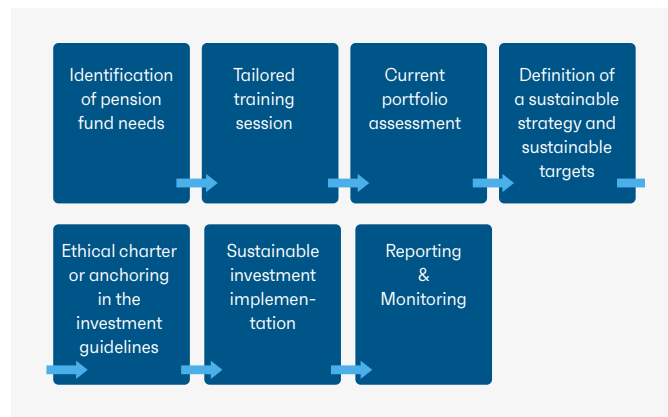 Identification
of pension
fund needs
Tailored
training
session
Current
portfolio
assessment
Definition of
a sustainable
strategy and
sustainable
targets
Ethical charter
or anchoring
in the
investment
guidelines
Sustainable
investment
implemen-
tation
Reporting
&
Monitoring